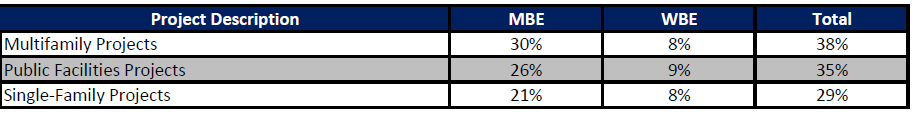 Project Description MBE WBE Total
Multifamily Projects 30% 8% 38%
Public Facilities Projects 26% 9% 35%
Single-Family Projects 21% 8% 29%